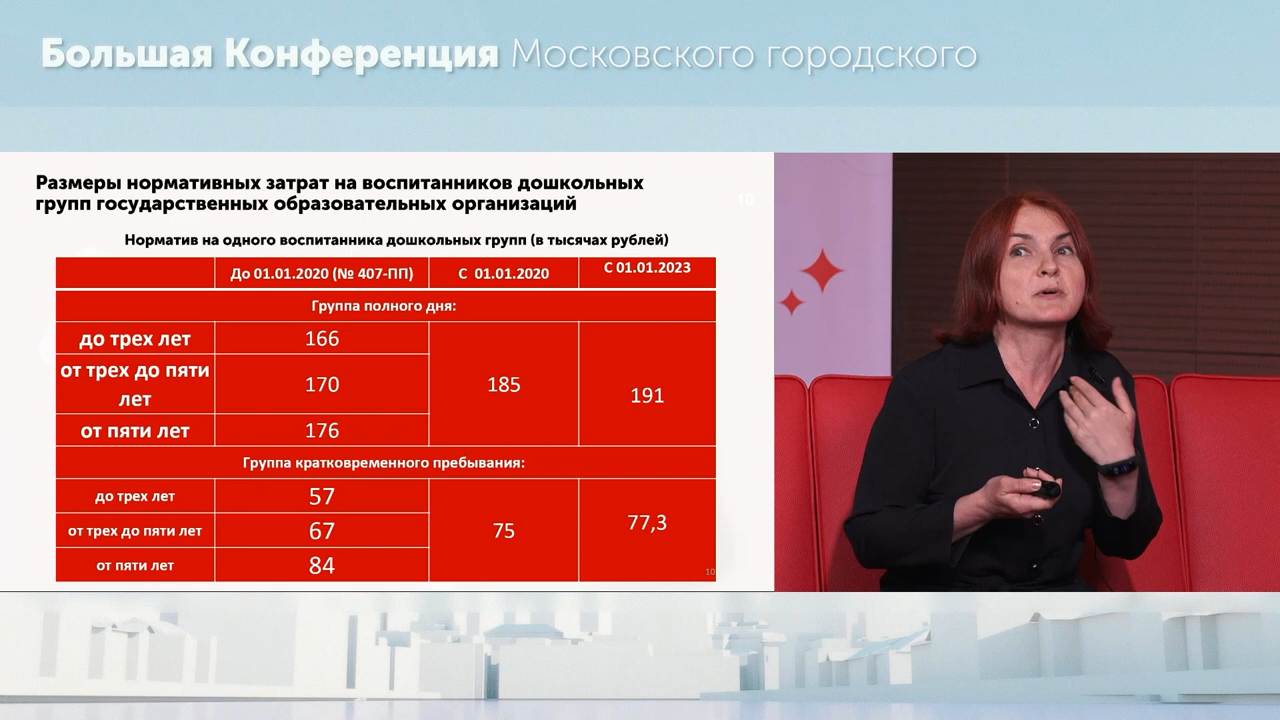 Большая Конференция Московского городского
Размеры нормативных затрат на воспитанников дошкольных
групп государственных образовательных организаций
10
Норматив на одного воспитанника дошкольных групп (в тысячах рублей)
До 01.01.2020 (№ 407-ПП) С 01.01.2020 С 01.01.2023
Группа полного дня:
до трех лет 166
от трех до пяти
лет
170 185 191
от пяти лет 176
Группа кратковременного пребывания:
до трех лет 57
от трех до пяти лет 67 75 77,3
от пяти лет 84
10